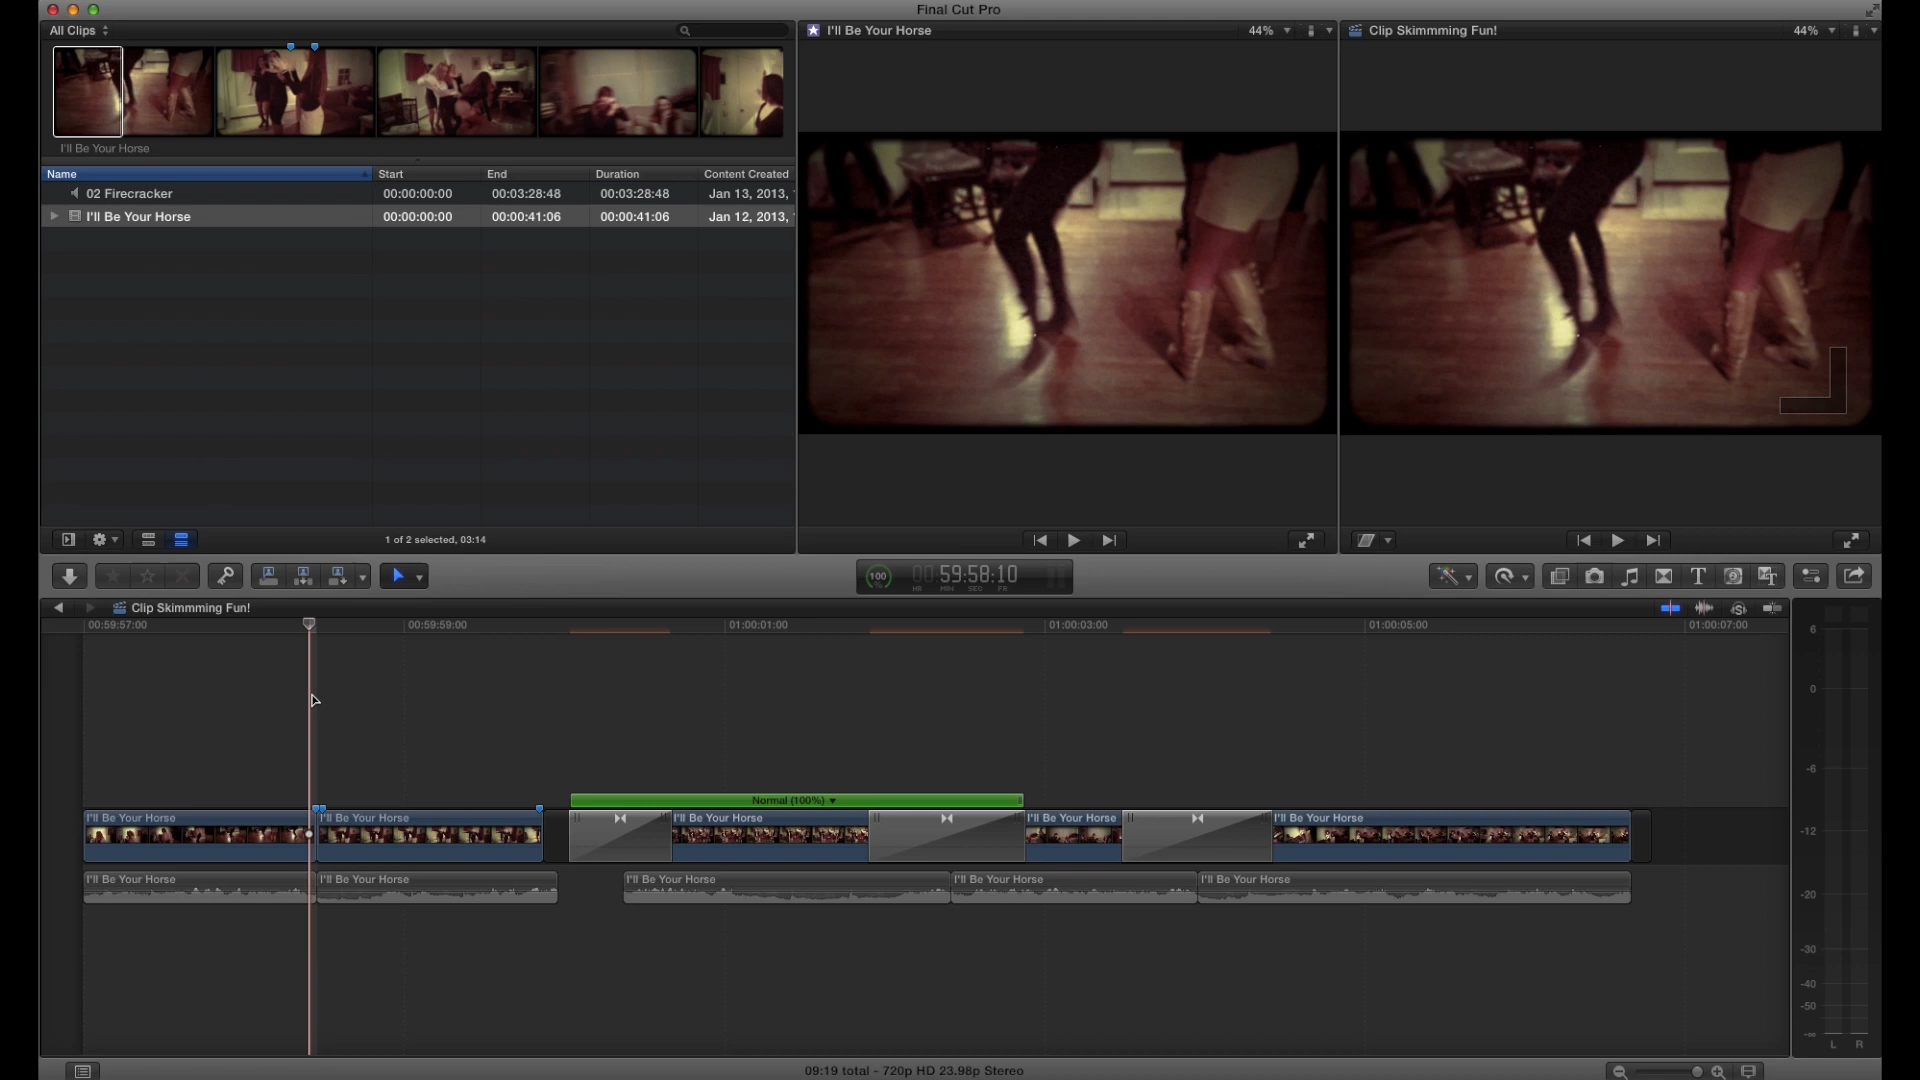 Final Cut Pro
All Clips
I'll Be Your Horse
44%
Clip Skimmming Fun!
44%
I'll Be Your Horse
Name Start End Duration Content Created
02 Firecracker 00:00:00:00 00:03:28:48 00:03:28:48 Jan 13, 2013,
I'll Be Your Horse 00:00:00:00 00:00:41:06 00:00:41:06 Jan 12, 2013,
1 of 2 selected, 03:14
100 % 00:59:58:10
HR MIN SEC FR
Clip Skimmming Fun!
00:59:57:00 00:59:59:00 01:00:01:00 01:00:03:00 01:00:05:00 01:00:07:00
Normal (100%)
I'll Be Your Horse I'll Be Your Horse I'll Be Your Horse I'll Be Your Horse I'll Be Your Horse
I'll Be Your Horse I'll Be Your Horse I'll Be Your Horse I'll Be Your Horse I'll Be Your Horse
6
0
-6
-12
-20
-30
-40
-50
-∞
L R
09:19 total - 720p HD 23.98p Stereo